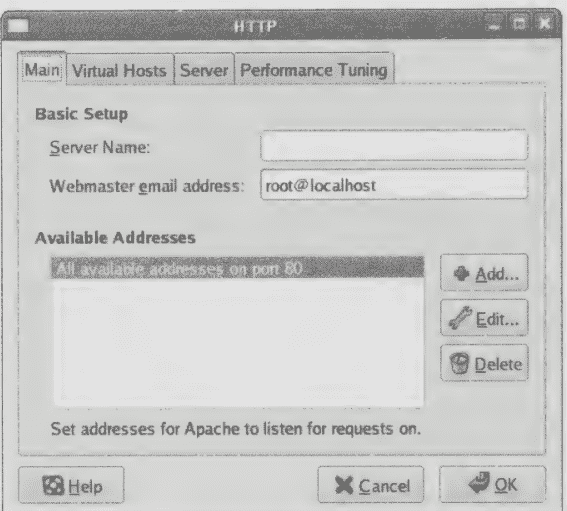 HTTP
Main Virtual Hosts Server Performance Tuning
Basic Setup
Server Name:
Webmaster email address: root@localhost
Available Addresses
All available addresses on port 80
Add...
Edit...
Delete
Set addresses for Apache to listen for requests on.
Help Cancel OK